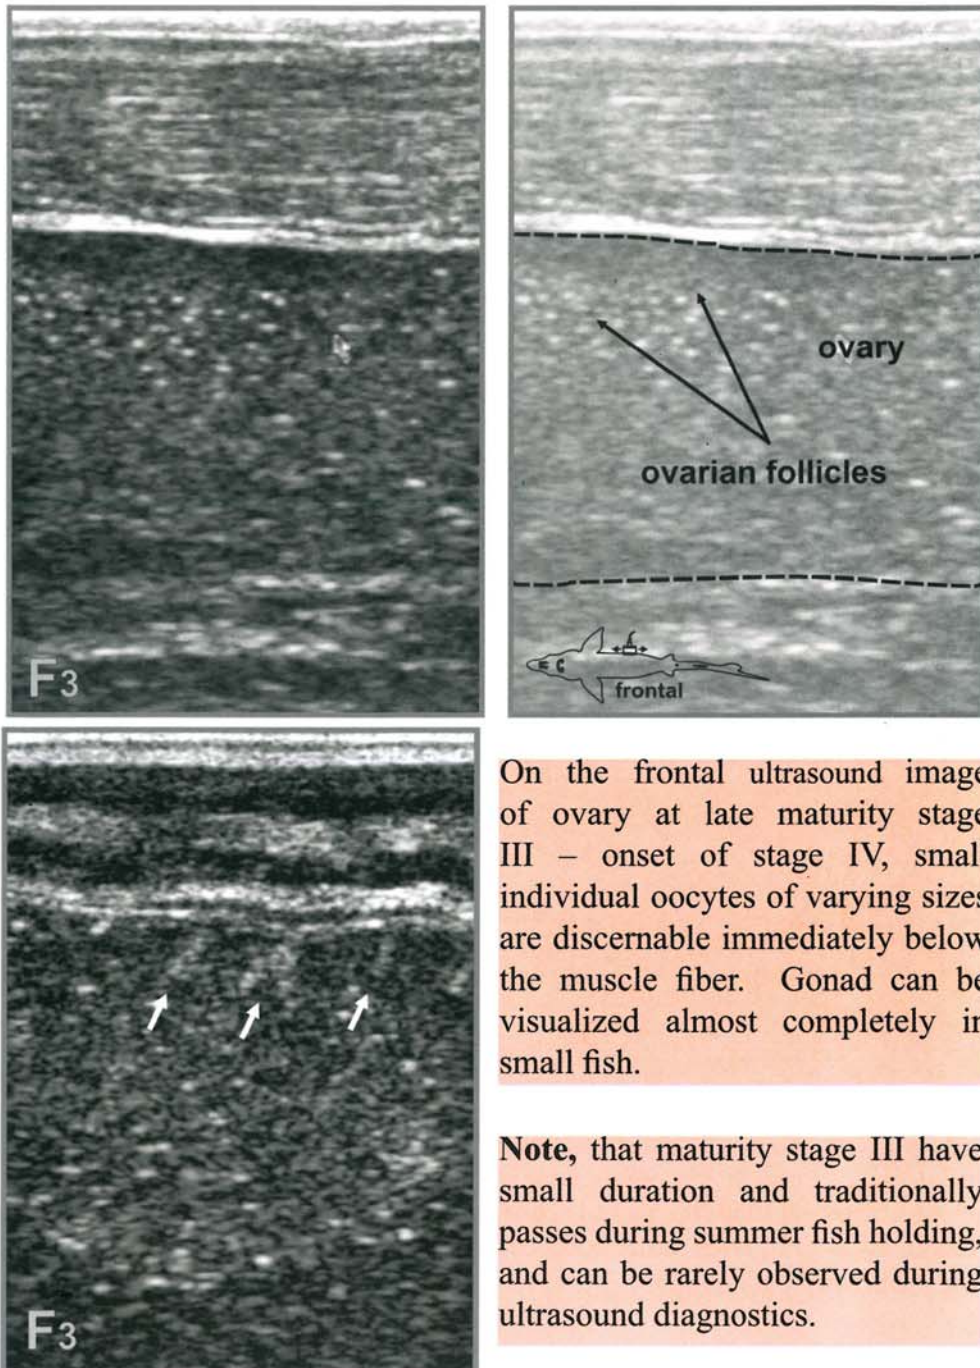 ovary
ovarian follicles
F3
frontal
F3
On the frontal ultrasound image
of ovary at late maturity stage
III – onset of stage IV, small
individual oocytes of varying sizes
are discernable immediately below
the muscle fiber. Gonad can be
visualized almost completely in
small fish.
Note, that maturity stage III have
small duration and traditionally
passes during summer fish holding,
and can be rarely observed during
ultrasound diagnostics.